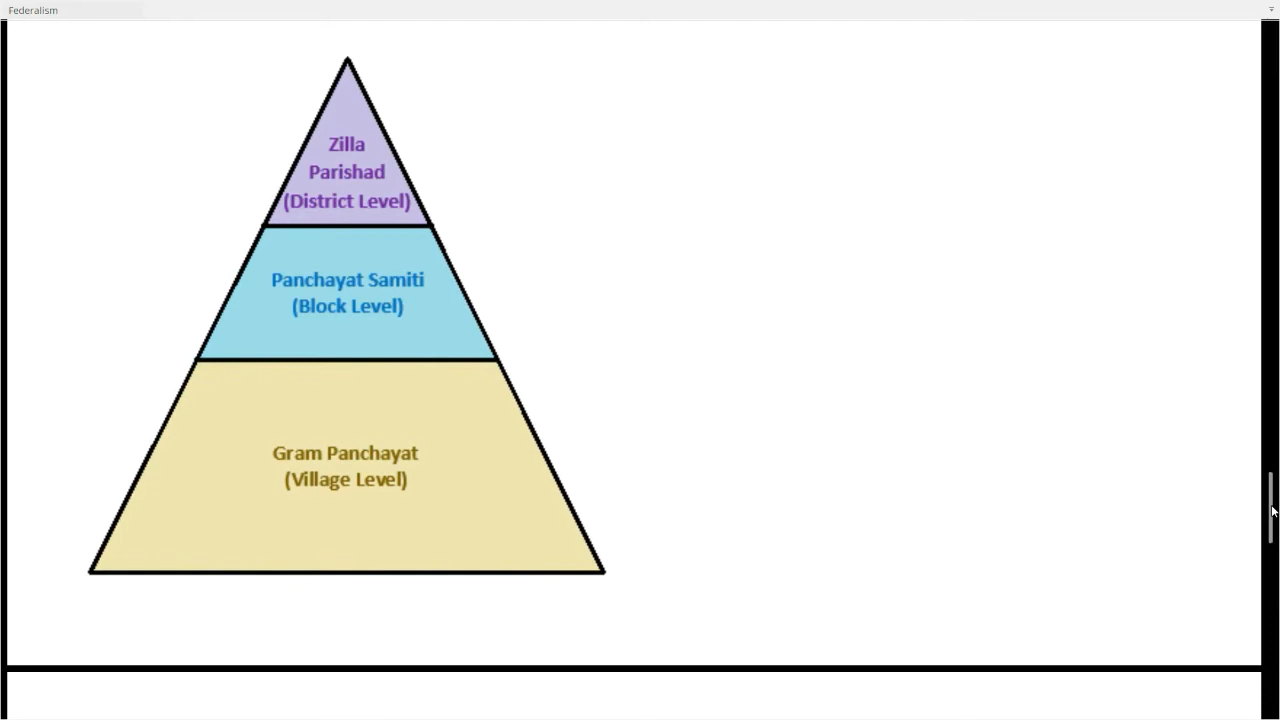 Federalism
Zilla
Parishad
(District Level)
Panchayat Samiti
(Block Level)
Gram Panchayat
(Village Level)